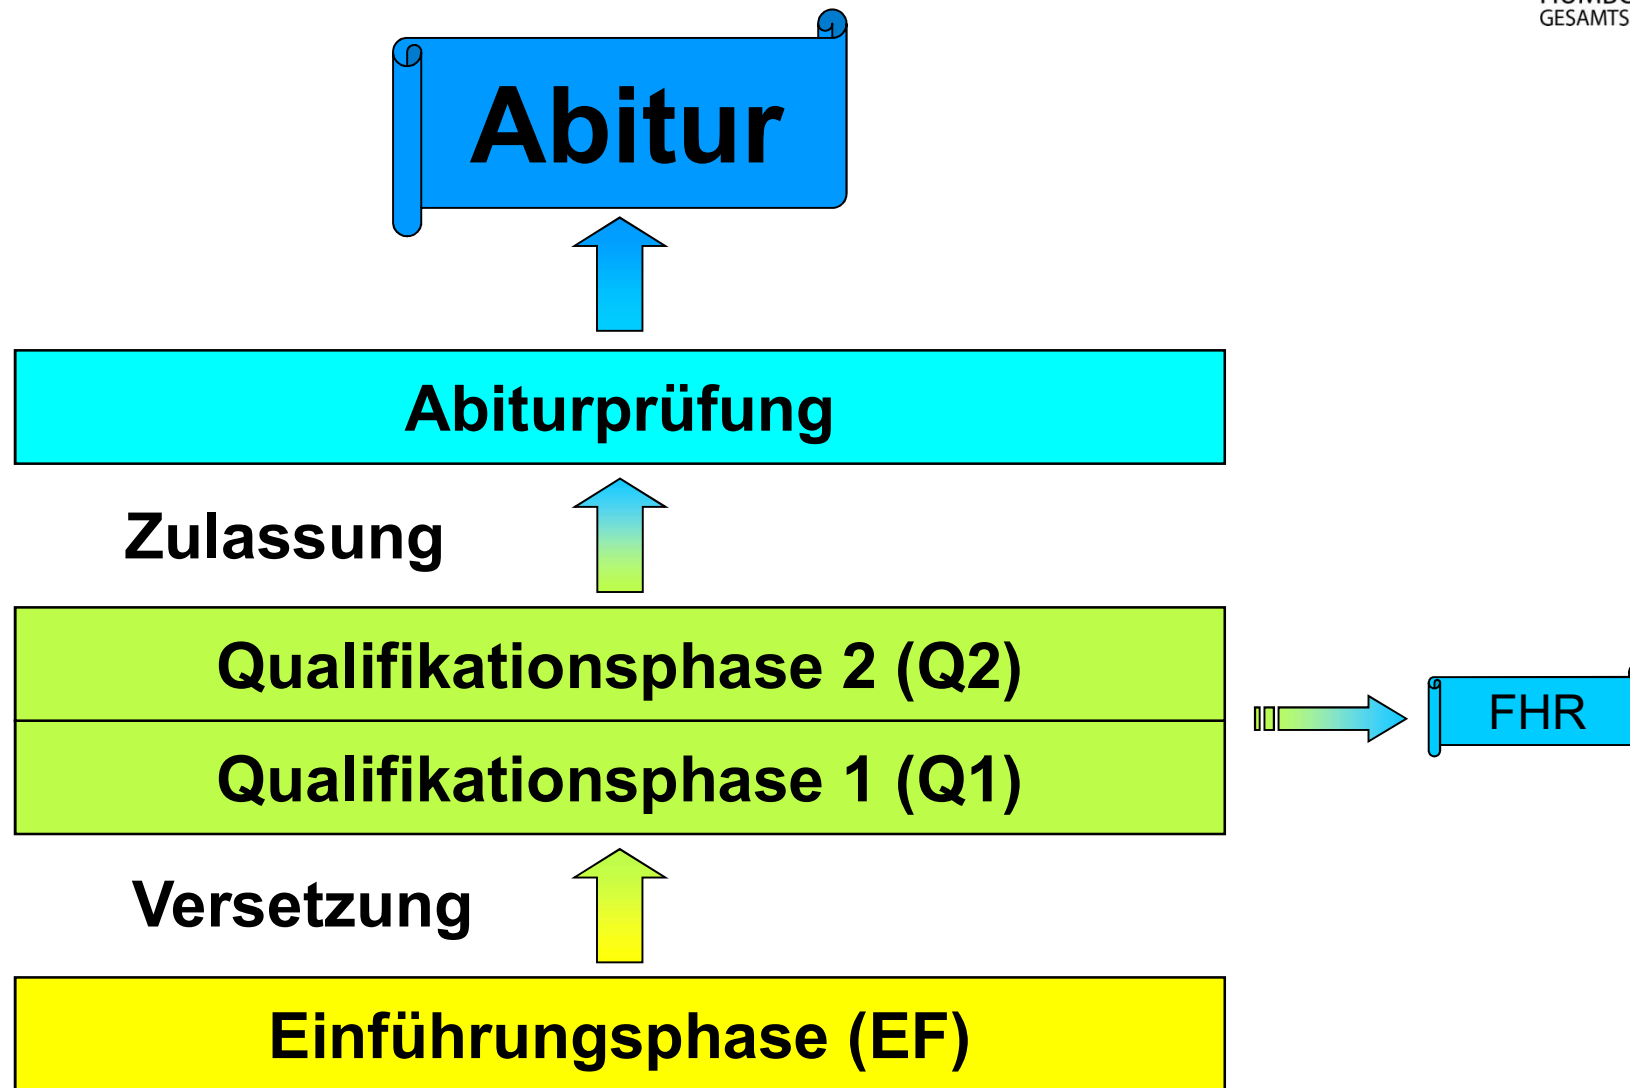 GESAMTS
Abitur
Abiturprüfung
Zulassung
Qualifikationsphase 2 (Q2)
FHR
Qualifikationsphase 1 (Q1)
Versetzung
Einführungsphase (EF)